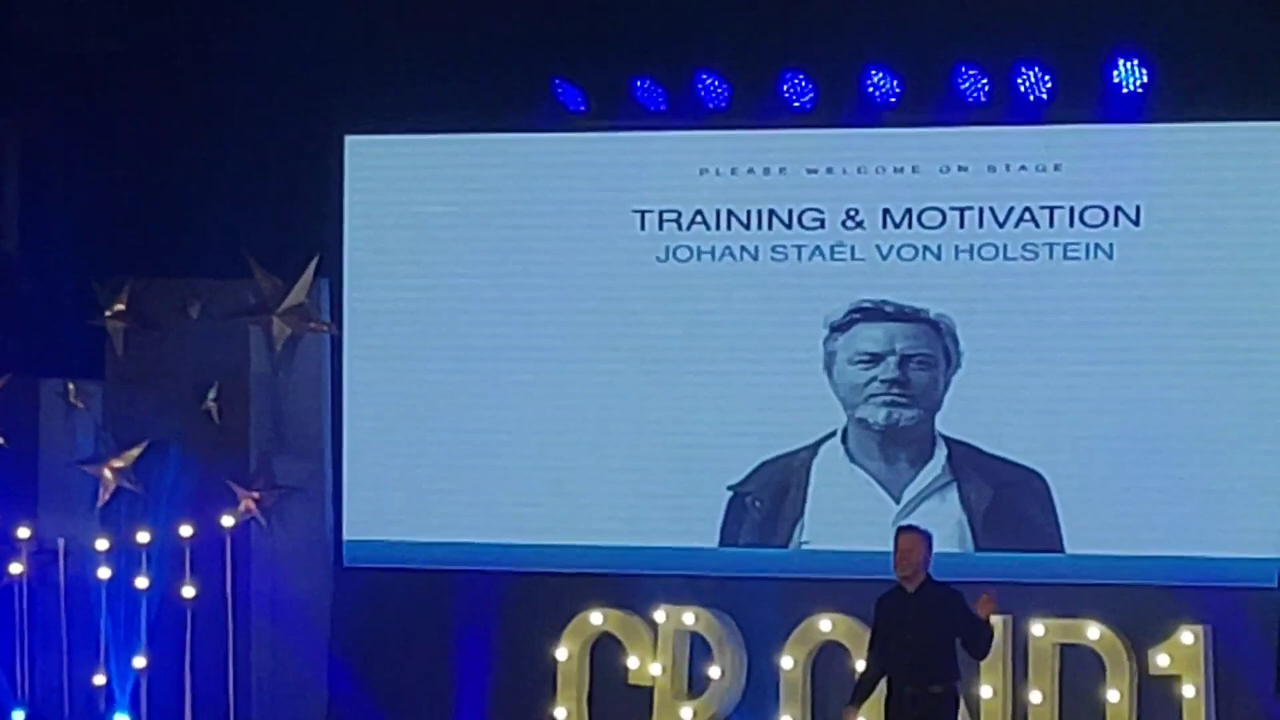 PLEASE WELCOME ON STAGE
TRAINING & MOTIVATION
JOHAN STAËL VON HOLSTEIN